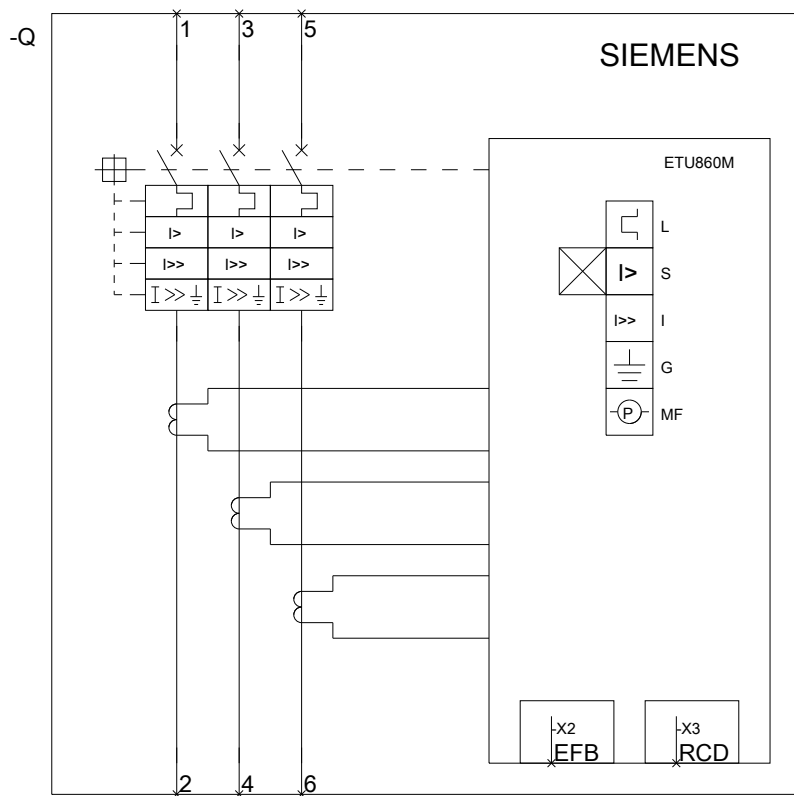 -Q
1 3 5
SIEMENS
ETU860M
L
I> I> I>
I> S
I>> I>> I>>
I>> I
I >> I >> I >>
G
P MF
-X2
EFB
-X3
RCD
2 4 6